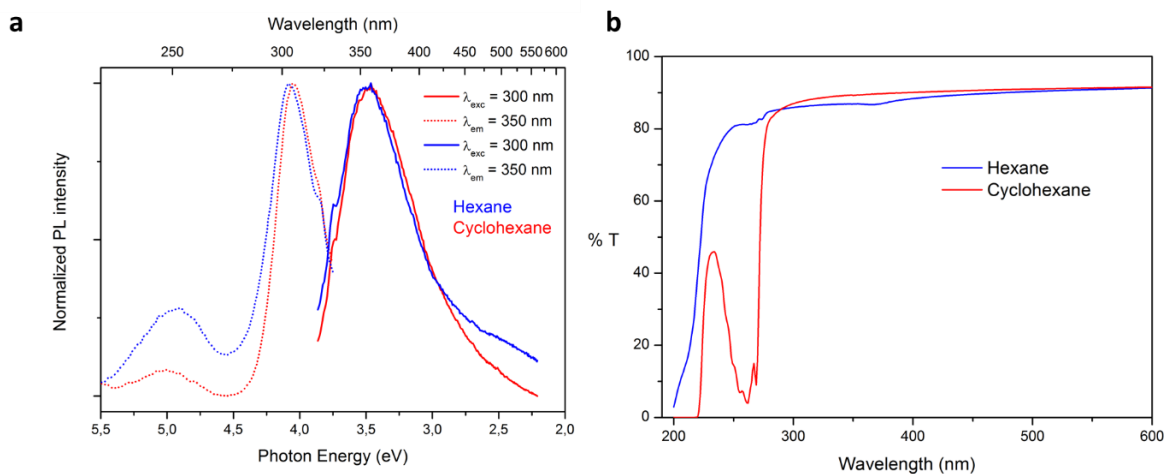 a
Wavelength (nm)
250 300 350 400 450 500 550 600
Normalized PL intensity
λexc = 300 nm
λem = 350 nm
λexc = 300 nm
λem = 350 nm
Hexane
Cyclohexane
5,5 5,0 4,5 4,0 3,5 3,0 2,5 2,0
Photon Energy (eV)
b
100
80
60
% T
40
20
0
Hexane
Cyclohexane
200 300 400 500 600
Wavelength (nm)